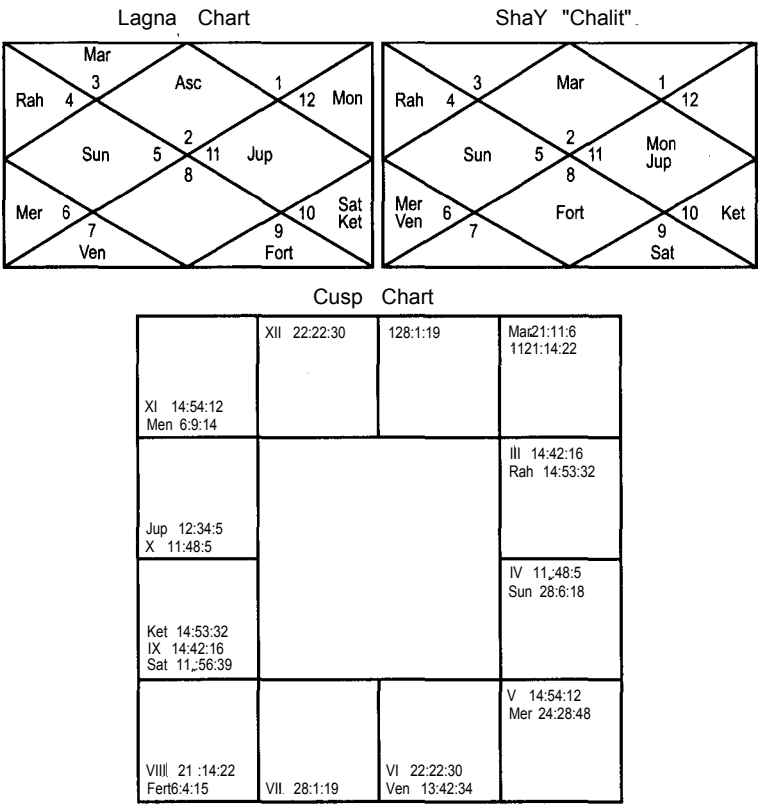 Lagna Chart
Mar
3
Asc
1
Rah 4
12 Mon
2
Sun 5
11 Jup
8
Mer 6
10 Sat
Ket
7
9
Ven
Fort
ShaY "Chalit"
3
Mar
1
Rah 4
12
2
Sun 5
11 Mon
Jup
8
Mer
Ven 6
Fort
10 Ket
7
9
Sat
Cusp Chart
XI 14:54:12
Men 6:9:14
XII 22:22:30
128:1:19
Mar21:11:6
1121:14:22
III 14:42:16
Rah 14:53:32
Jup 12:34:5
X 11:48:5
IV 11,:48:5
Sun 28:6:18
Ket 14:53:32
IX 14:42:16
Sat 11,:56:39
V 14:54:12
Mer 24:28:48
VIII 21 :14:22
Fert6:4:15
VII. 28:1:19
VI 22:22:30
Ven 13:42:34